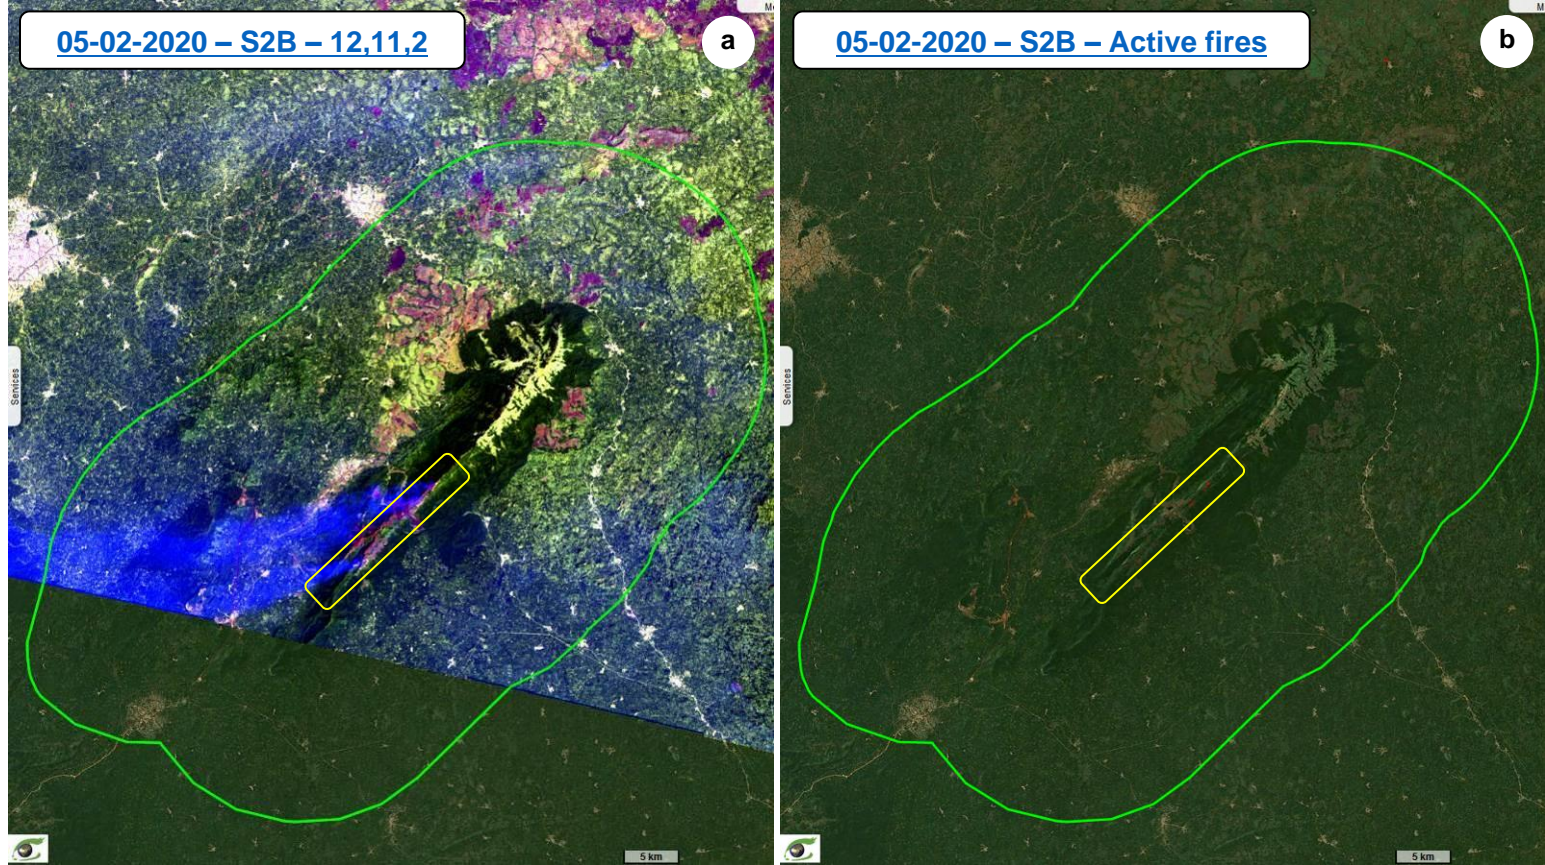 05-02-2020 – S2B – 12,11,2
a
Services
5 km
05-02-2020 – S2B – Active fires
b
Services
5 km